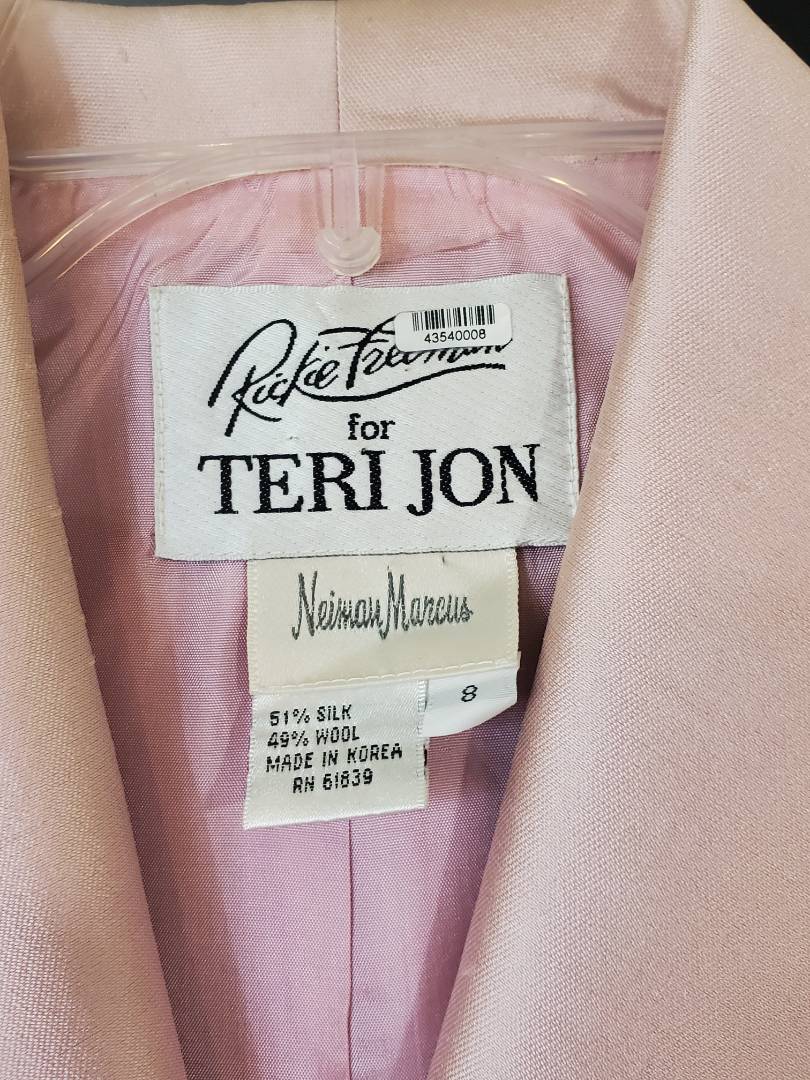 43540008
Rickie Freeman
for
TERI JON
Neiman Marcus
8
51% SILK
49% WOOL
MADE IN KOREA
RN 61839